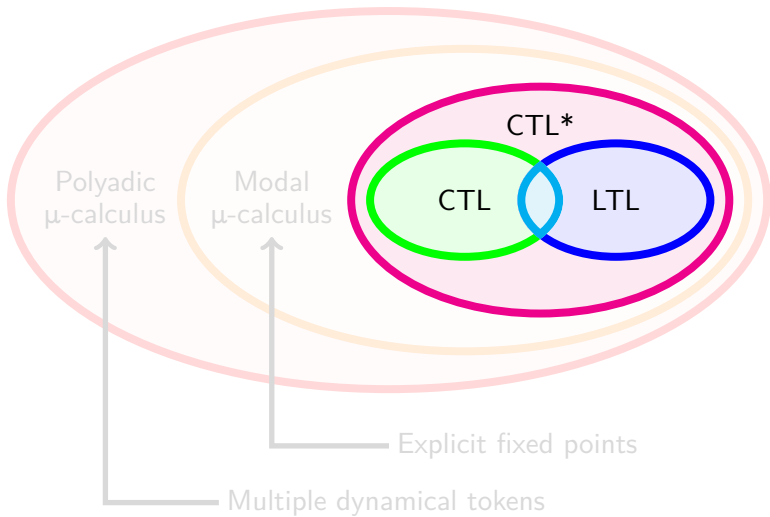 CTL*
Polyadic
μ-calculus
Modal
μ-calculus
CTL
LTL
Explicit fixed points
Multiple dynamical tokens